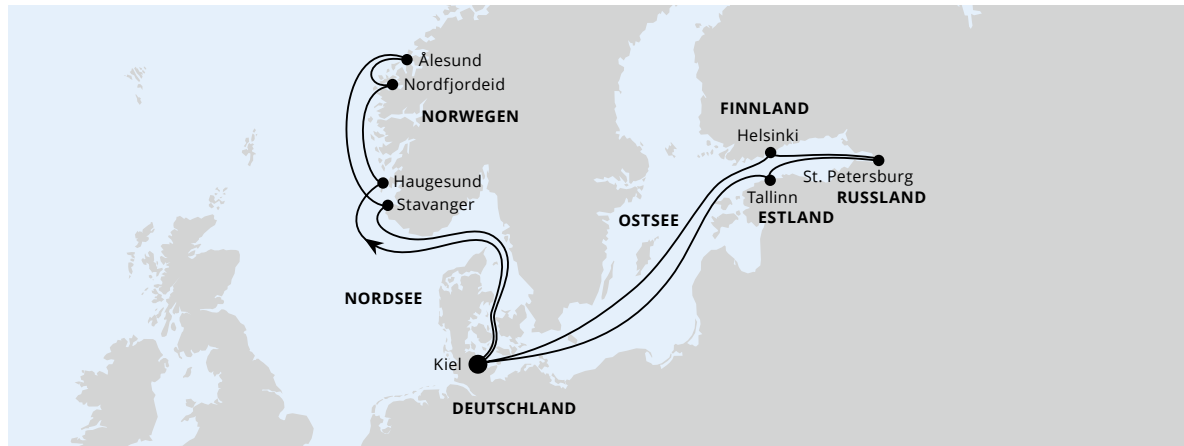 Ålesund
Nordfjordeid
NORWEGEN
FINNLAND
Helsinki
Haugesund
Stavanger
St. Petersburg
Tallinn
RUSSLAND
ESTLAND
OSTSEE
NORDSEE
Kiel
DEUTSCHLAND